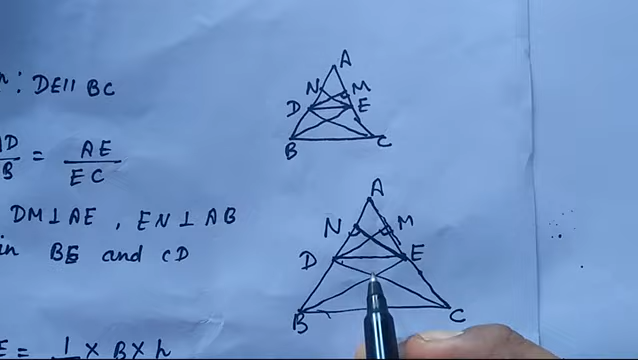 : DE || BC
D/B = AE/EC
DM ⊥ AE, EN ⊥ AB
in BE and CD
E = 1/ × B × h
A
N M
D E
B C
A
N M
D E
B C